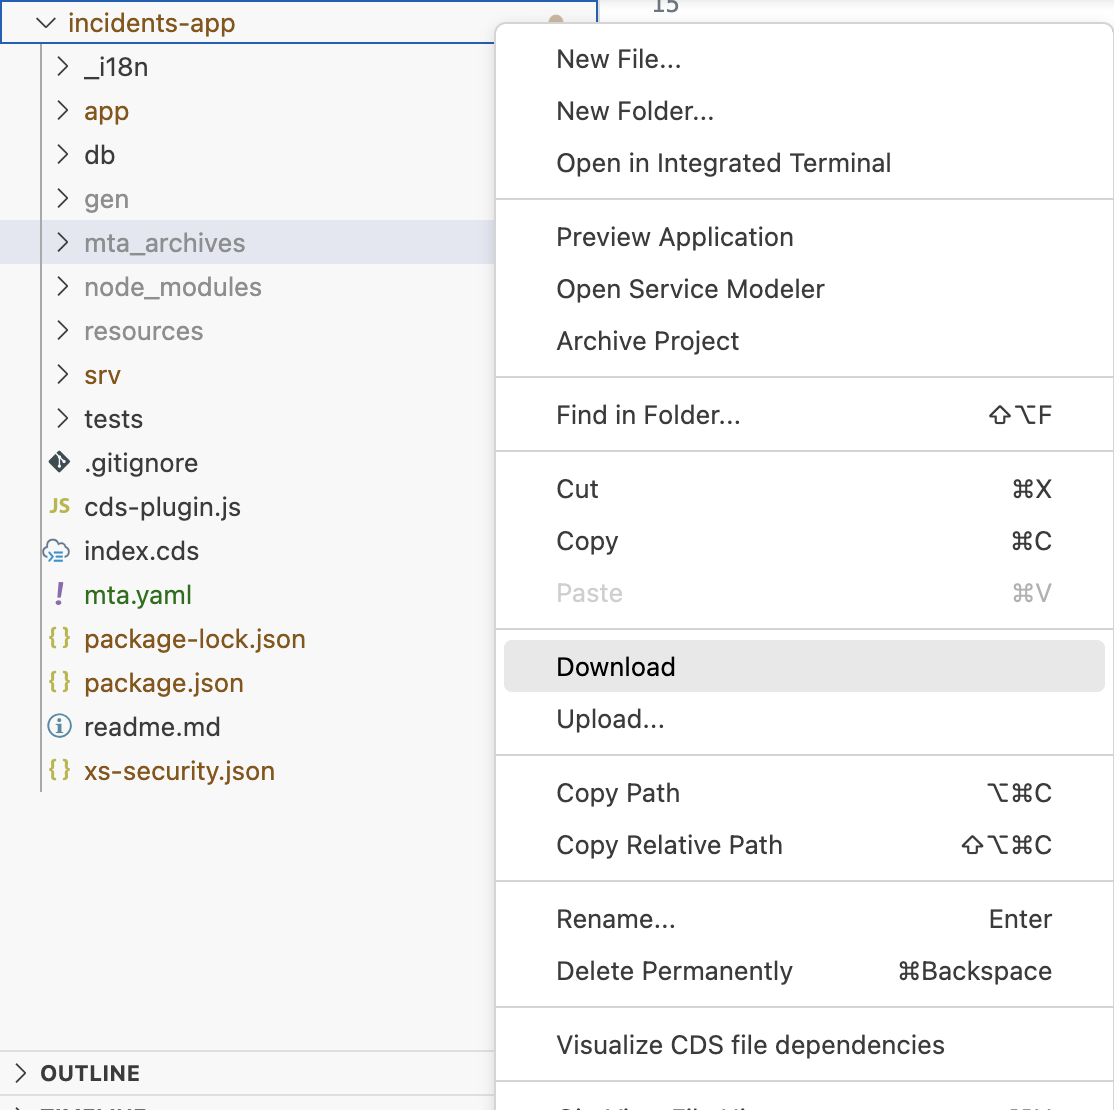 incidents-app
_i18n
app
db
gen
mta_archives
node_modules
resources
srv
tests
.gitignore
JS cds-plugin.js
index.cds
! mta.yaml
{} package-lock.json
{} package.json
readme.md
{} xs-security.json
OUTLINE
15
New File...
New Folder...
Open in Integrated Terminal
Preview Application
Open Service Modeler
Archive Project
Find in Folder... ⇧⌥F
Cut ⌘X
Copy ⌘C
Paste ⌘V
Download
Upload...
Copy Path ⌥⌘C
Copy Relative Path ⇧⌥⌘C
Rename... Enter
Delete Permanently ⌘Backspace
Visualize CDS file dependencies